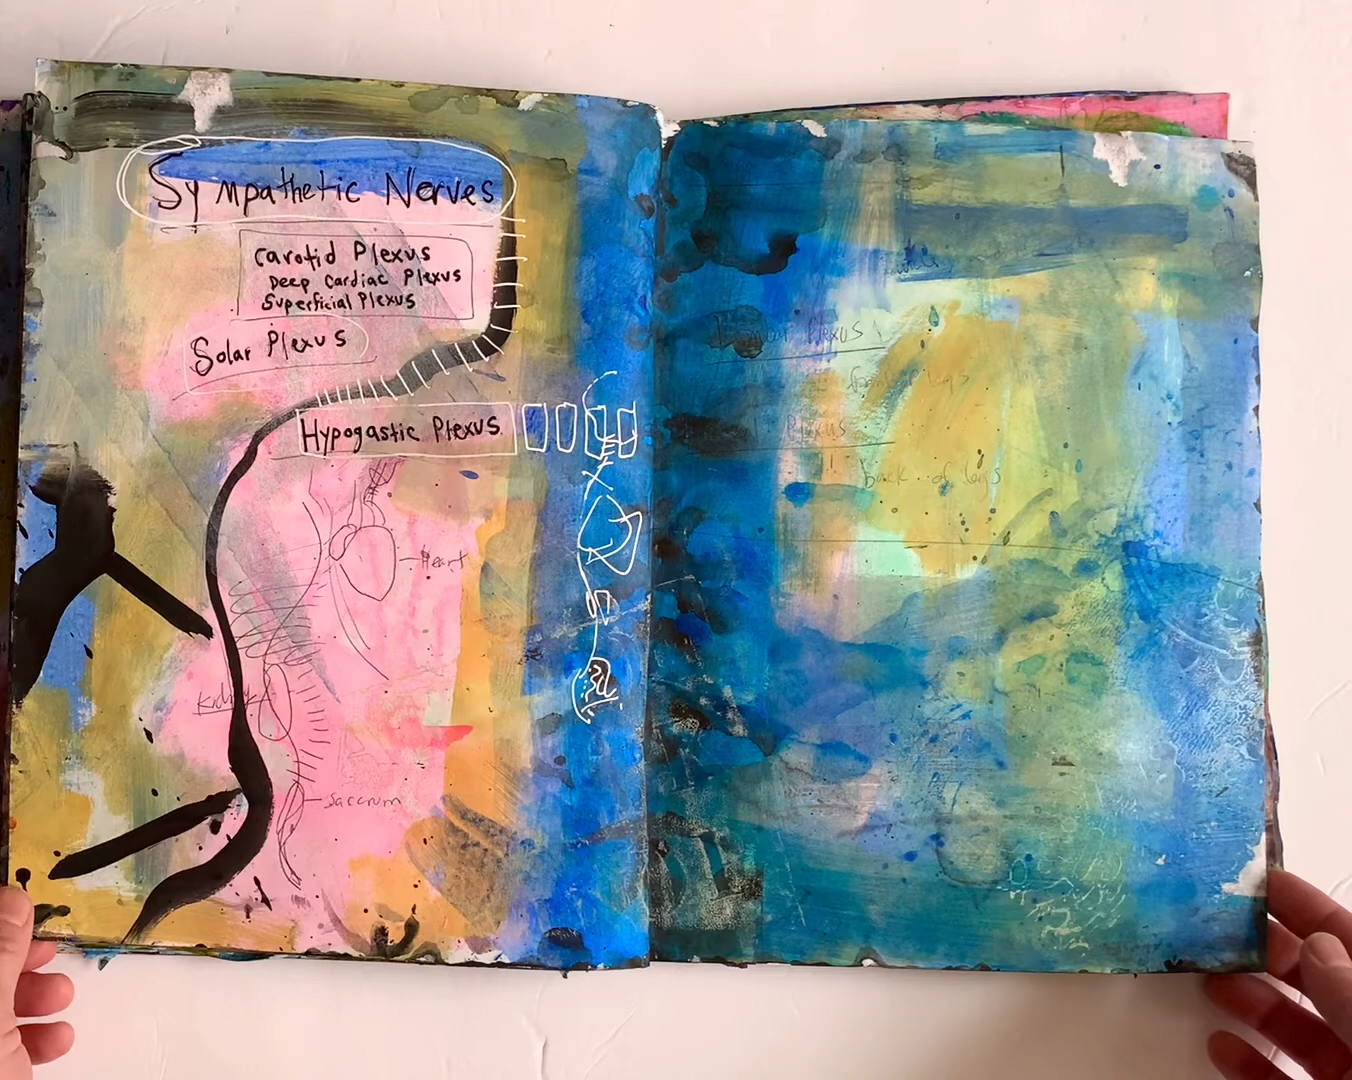 Sympathetic Nerves
Carotid Plexus
Deep Cardiac Plexus
Superficial Plexus
Solar Plexus
Hypogastic Plexus
Heart
Sarcrum
Plexus
Plexus
back of legs